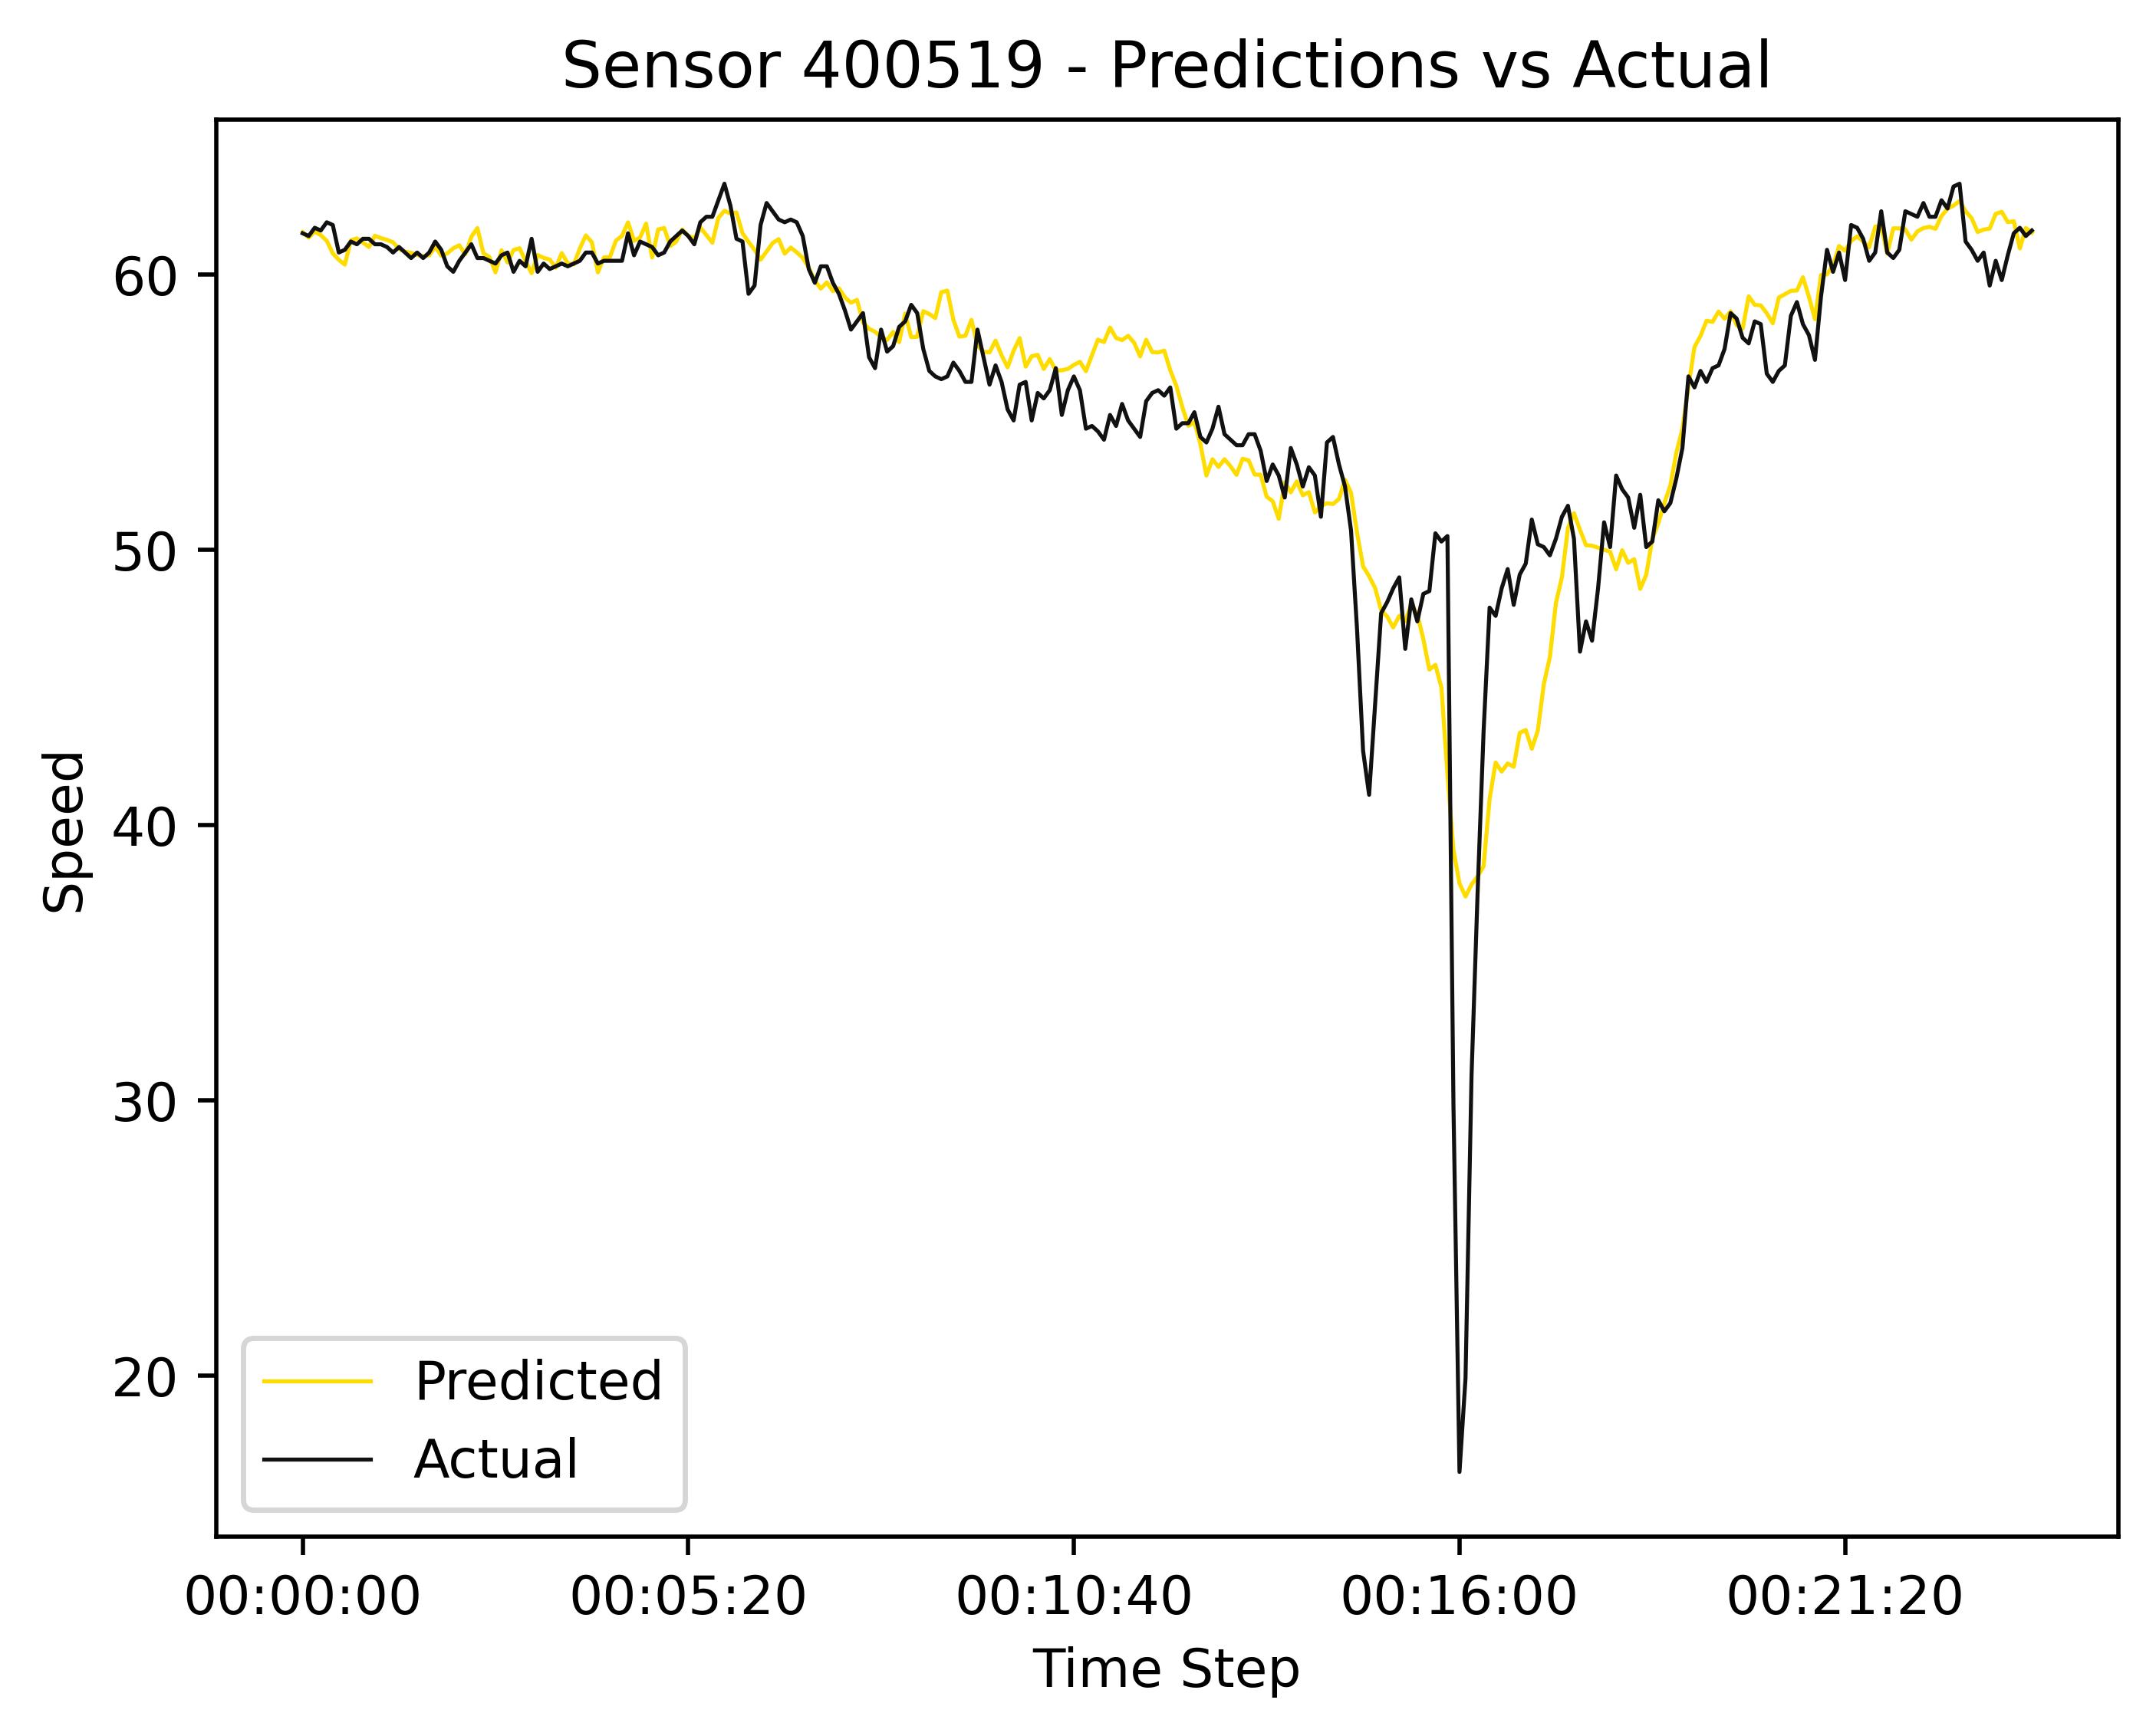 Sensor 400519 - Predictions vs Actual
Speed
60
50
40
30
20
Predicted
Actual
00:00:00 00:05:20 00:10:40 00:16:00 00:21:20
Time Step